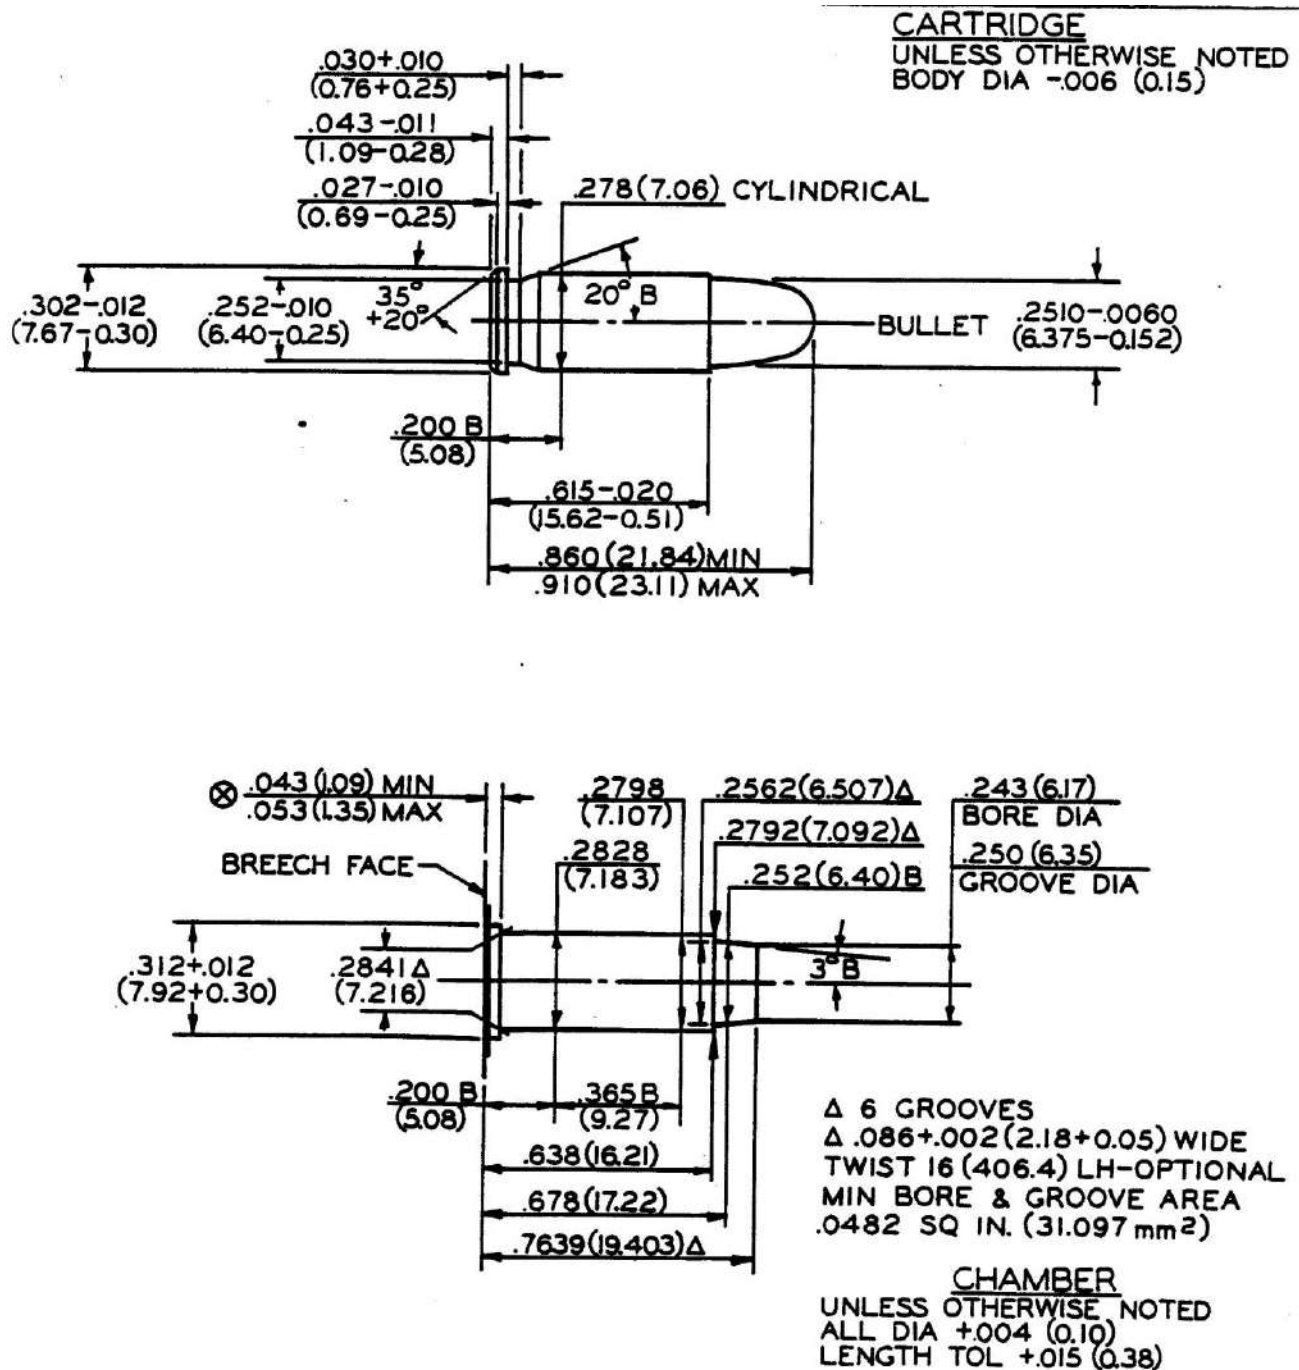 CARTRIDGE
UNLESS OTHERWISE NOTED
BODY DIA -.006 (0.15)
.030+.010
(0.76+0.25)
.043-.011
(1.09-0.28)
.027-.010
(0.69-0.25)
.278(7.06) CYLINDRICAL
.302-.012
(7.67-0.30)
.252-.010
(6.40-0.25)
35°
+20°
20° B
BULLET
.2510-.0060
(6.375-0.152)
.200 B
(5.08)
.615-.020
(15.62-0.51)
.860(21.84)MIN
.910(23.11) MAX
⊗ .043(1.09) MIN
.053(1.35) MAX
.2798
(7.107)
.2562(6.507)Δ
.243(6.17)
BORE DIA
.2792(7.092)Δ
BREECH FACE
.2828
(7.183)
.252(6.40)B
.250(6.35)
GROOVE DIA
.312+.012
(7.92+0.30)
.2841Δ
(7.216)
3° B
.200 B
(5.08)
.365B
(9.27)
.638(16.21)
.678(17.22)
.7639(19.403)Δ
Δ 6 GROOVES
Δ .086+.002(2.18+0.05) WIDE
TWIST 16 (406.4) LH-OPTIONAL
MIN BORE & GROOVE AREA
.0482 SQ IN. (31.097 mm²)
CHAMBER
UNLESS OTHERWISE NOTED
ALL DIA +.004 (0.10)
LENGTH TOL +.015 (0.38)